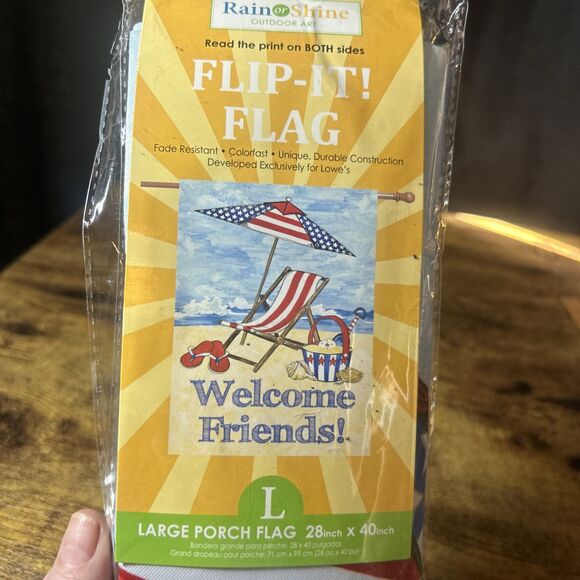 Rain or Shine
OUTDOOR ART
Read the print on BOTH sides
FLIP-IT!
FLAG
Fade Resistant • Colorfast • Unique, Durable Construction
Developed Exclusively for Lowe's
Welcome
Friends!
L
LARGE PORCH FLAG 28inch X 40inch
Bandera grande para porche: 28 x 40 pulgadas
Grand drapeau pour porche: 71 cm x 99 cm (28 po x 40 po)